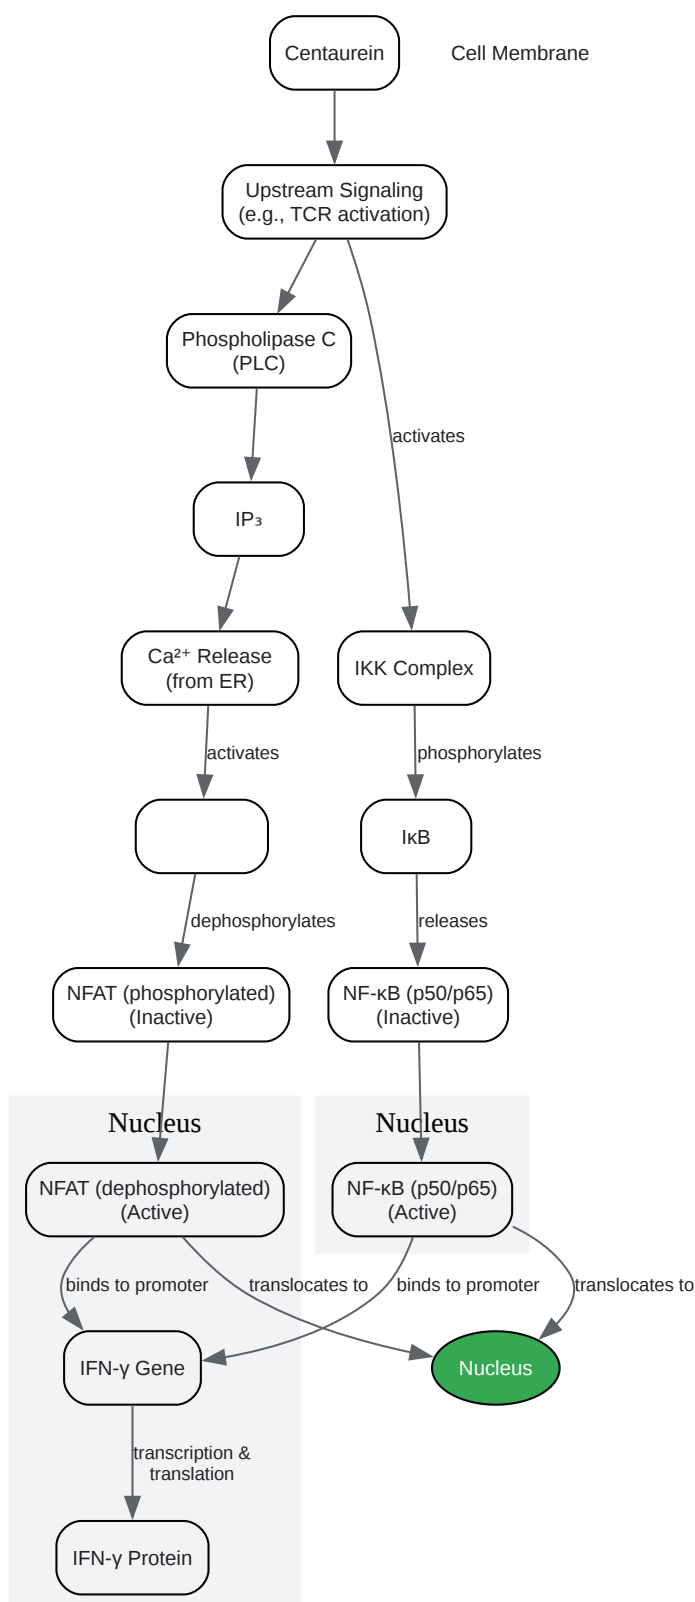 Centaurein
Cell Membrane
Upstream Signaling
(e.g., TCR activation)
Phospholipase C
(PLC)
activates
IP₃
Ca²⁺ Release
(from ER)
IKK Complex
activates
phosphorylates
IκB
dephosphorylates
releases
NFAT (phosphorylated)
(Inactive)
NF-κB (p50/p65)
(Inactive)
Nucleus
Nucleus
NFAT (dephosphorylated)
(Active)
NF-κB (p50/p65)
(Active)
binds to promoter
translocates to
binds to promoter
translocates to
IFN-γ Gene
Nucleus
transcription &
translation
IFN-γ Protein